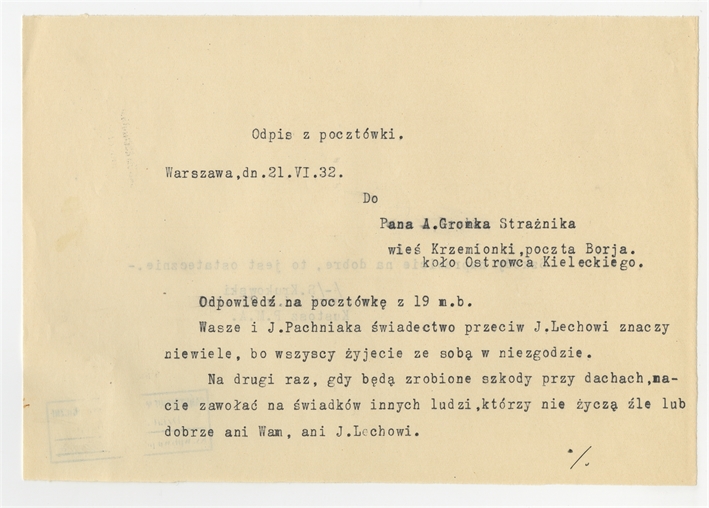 Odpis z pocztówki.
Warszawa,dn.21.VI.32.
Do
Pana A.Gromka Strażnika
wieś Krzemionki,poczta Borja.
koło Ostrowca Kieleckiego.
Odpowiedź na pocztówkę z 19 m.b.
Wasze i J.Pachniaka świadectwo przeciw J.Lechowi znaczy
niewiele, bo wszyscy żyjecie ze sobą w niezgodzie.
Na drugi raz, gdy będą zrobione szkody przy dachach,ma-
cie zawołać na świadków innych ludzi,którzy nie życzą źle lub
dobrze ani Wam, ani J.Lechowi.
%.